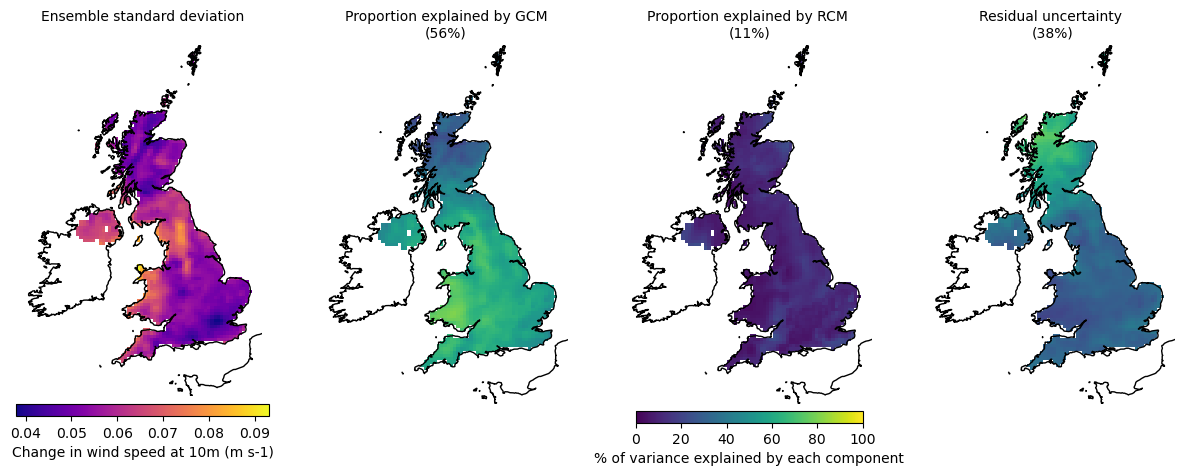 Ensemble standard deviation
Proportion explained by GCM
(56%)
Proportion explained by RCM
(11%)
Residual uncertainty
(38%)
0.04 0.05 0.06 0.07 0.08 0.09
Change in wind speed at 10m (m s-1)
0 20 40 60 80 100
% of variance explained by each component